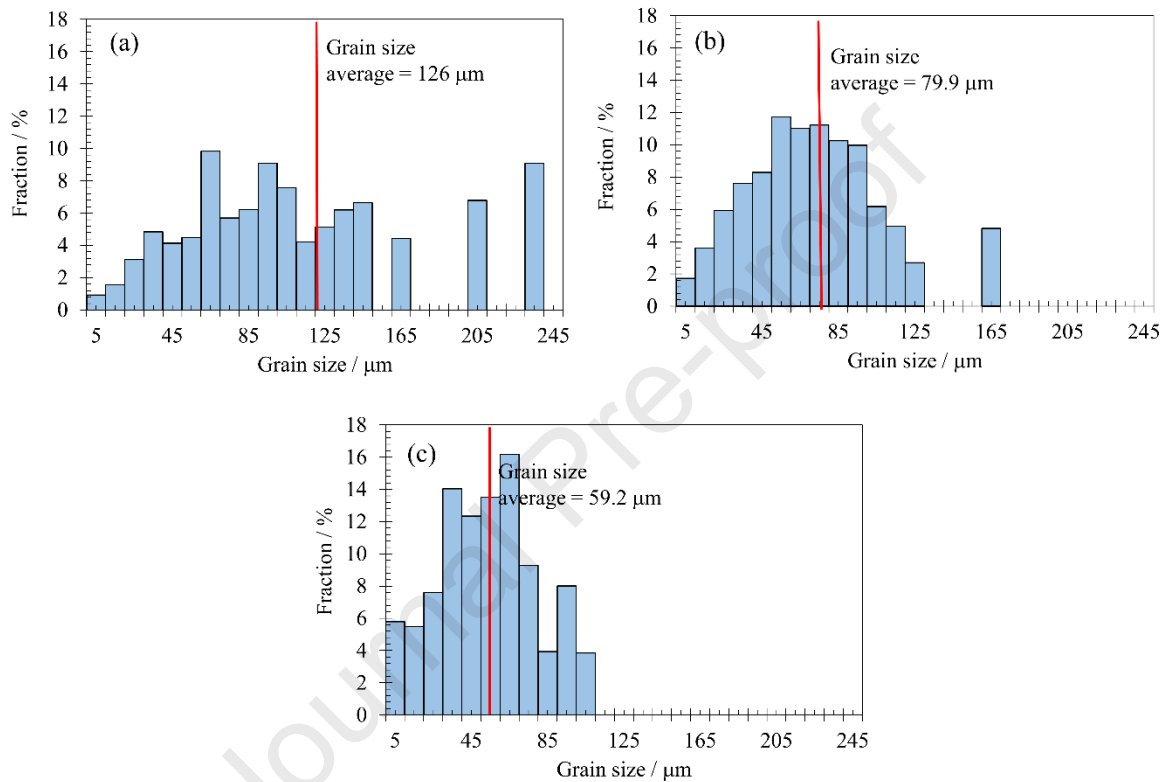 (a)
Grain size
average = 126 μm
Fraction / %
18
16
14
12
10
8
6
4
2
0
5 45 85 125 165 205 245
Grain size / μm
(b)
Grain size
average = 79.9 μm
Fraction / %
18
16
14
12
10
8
6
4
2
0
5 45 85 125 165 205 245
Grain size / μm
(c)
Grain size
average = 59.2 μm
Fraction / %
18
16
14
12
10
8
6
4
2
0
5 45 85 125 165 205 245
Grain size / μm
Journal Pre-proof